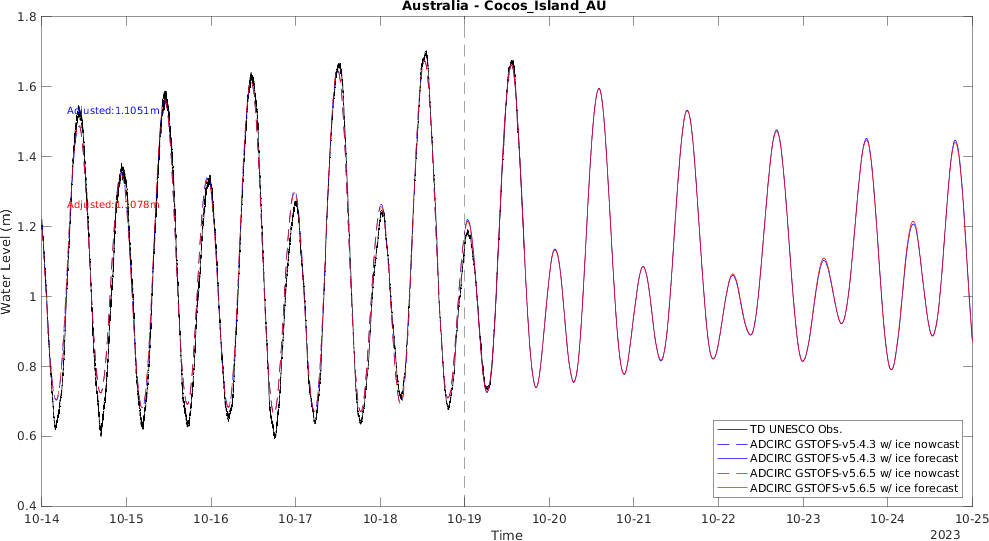 Australia - Cocos_Island_AU
1.8
1.6
1.4
1.2
1
0.8
0.6
0.4
Water Level (m)
Adjusted:1.1051m
Adjusted:1.1078m
10-14
10-15
10-16
10-17
10-18
10-19
10-20
10-21
10-22
10-23
10-24
10-25
Time
2023
TD UNESCO Obs.
ADCIRC GSTOFS-v5.4.3 w/ ice nowcast
ADCIRC GSTOFS-v5.4.3 w/ ice forecast
ADCIRC GSTOFS-v5.6.5 w/ ice nowcast
ADCIRC GSTOFS-v5.6.5 w/ ice forecast